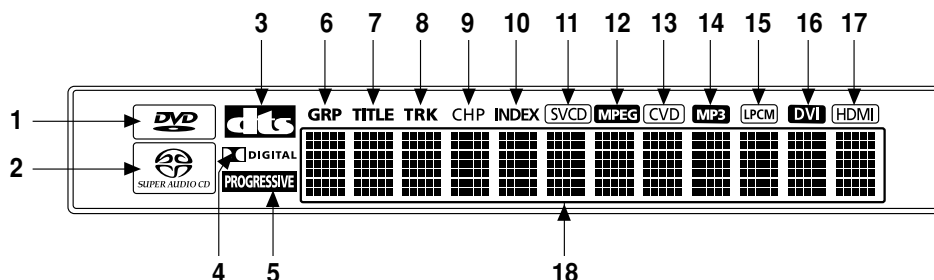 3 6 7 8 9 10 11 12 13 14 15 16 17
1 DVD dts GRP TITLE TRK CHP INDEX SVCD MPEG CVD MP3 LPCM DVI HDMI
2 SUPER AUDIO CD DIGITAL
PROGRESSIVE
4 5 18